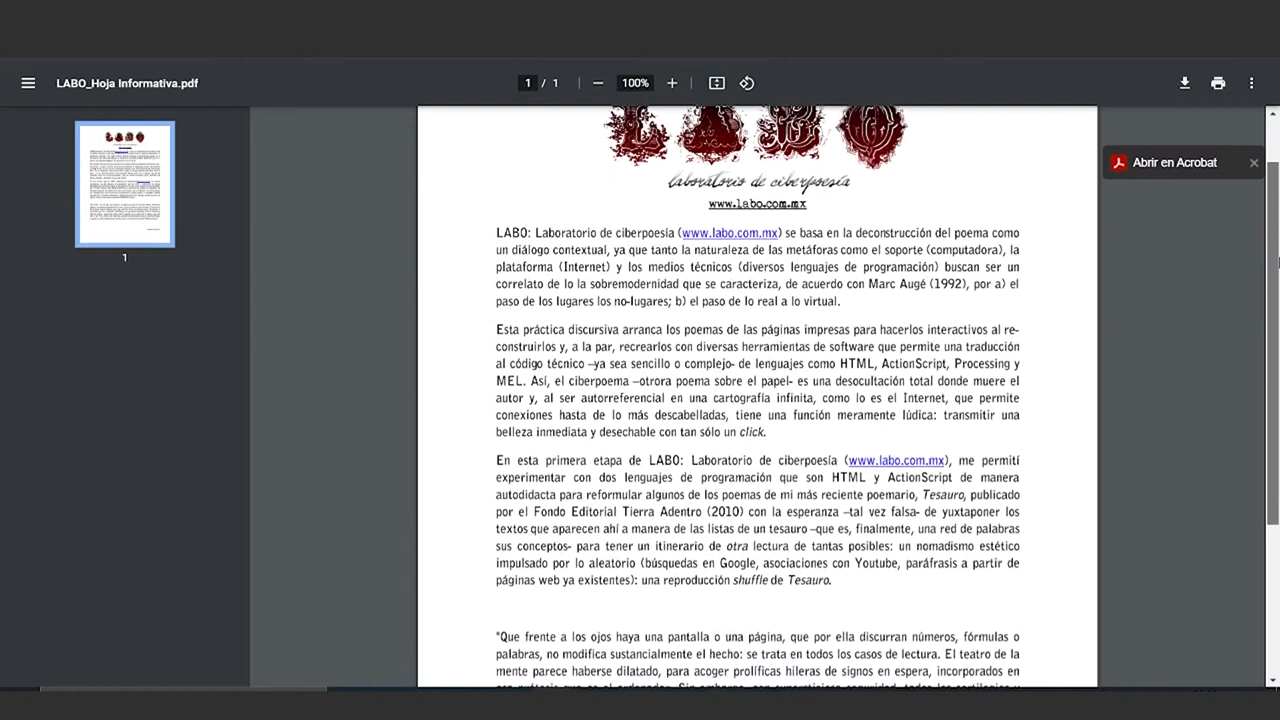 LABO_Hoja Informativa.pdf
1 / 1
100%
Abrir en Acrobat
1
LABO
laboratorio de ciberpoesía
www.labo.com.mx
LABO: Laboratorio de ciberpoesía (www.labo.com.mx) se basa en la deconstrucción del poema como
un diálogo contextual, ya que tanto la naturaleza de las metáforas como el soporte (computadora), la
plataforma (Internet) y los medios técnicos (diversos lenguajes de programación) buscan ser un
correlato de lo la sobremodernidad que se caracteriza, de acuerdo con Marc Augé (1992), por a) el
paso de los lugares los no-lugares; b) el paso de lo real a lo virtual.
Esta práctica discursiva arranca los poemas de las páginas impresas para hacerlos interactivos al re-
construirlos y, a la par, recrearlos con diversas herramientas de software que permite una traducción
al código técnico –ya sea sencillo o complejo- de lenguajes como HTML, ActionScript, Processing y
MEL. Así, el ciberpoema –otrora poema sobre el papel- es una desocultación total donde muere el
autor y, al ser autorreferencial en una cartografía infinita, como lo es el Internet, que permite
conexiones hasta de lo más descabelladas, tiene una función meramente lúdica: transmitir una
belleza inmediata y desechable con tan sólo un click.
En esta primera etapa de LABO: Laboratorio de ciberpoesía (www.labo.com.mx), me permití
experimentar con dos lenguajes de programación que son HTML y ActionScript de manera
autodidacta para reformular algunos de los poemas de mi más reciente poemario, Tesauro, publicado
por el Fondo Editorial Tierra Adentro (2010) con la esperanza –tal vez falsa- de yuxtaponer los
textos que aparecen ahí a manera de las listas de un tesauro –que es, finalmente, una red de palabras
sus conceptos- para tener un itinerario de otra lectura de tantas posibles: un nomadismo estético
impulsado por lo aleatorio (búsquedas en Google, asociaciones con Youtube, paráfrasis a partir de
páginas web ya existentes): una reproducción shuffle de Tesauro.
"Que frente a los ojos haya una pantalla o una página, que por ella discurran números, fórmulas o
palabras, no modifica sustancialmente el hecho: se trata en todos los casos de lectura. El teatro de la
mente parece haberse dilatado, para acoger prolíficas hileras de signos en espera, incorporados en